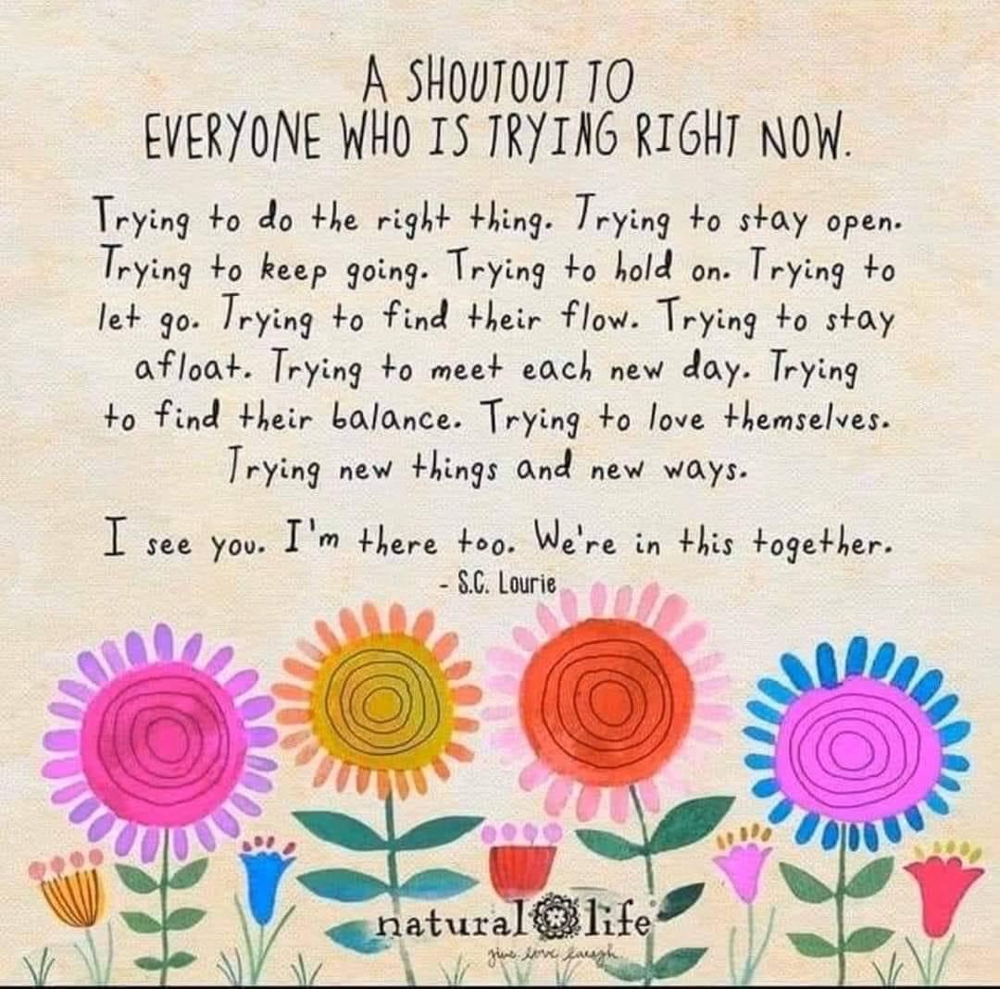 A SHOUTOUT TO
EVERYONE WHO IS TRYING RIGHT NOW.
Trying to do the right thing. Trying to stay open.
Trying to keep going. Trying to hold on. Trying to
let go. Trying to find their flow. Trying to stay
afloat. Trying to meet each new day. Trying
to find their balance. Trying to love themselves.
Trying new things and new ways.
I see you. I'm there too. We're in this together.
- S.C. Lourie
natural life
give love laugh